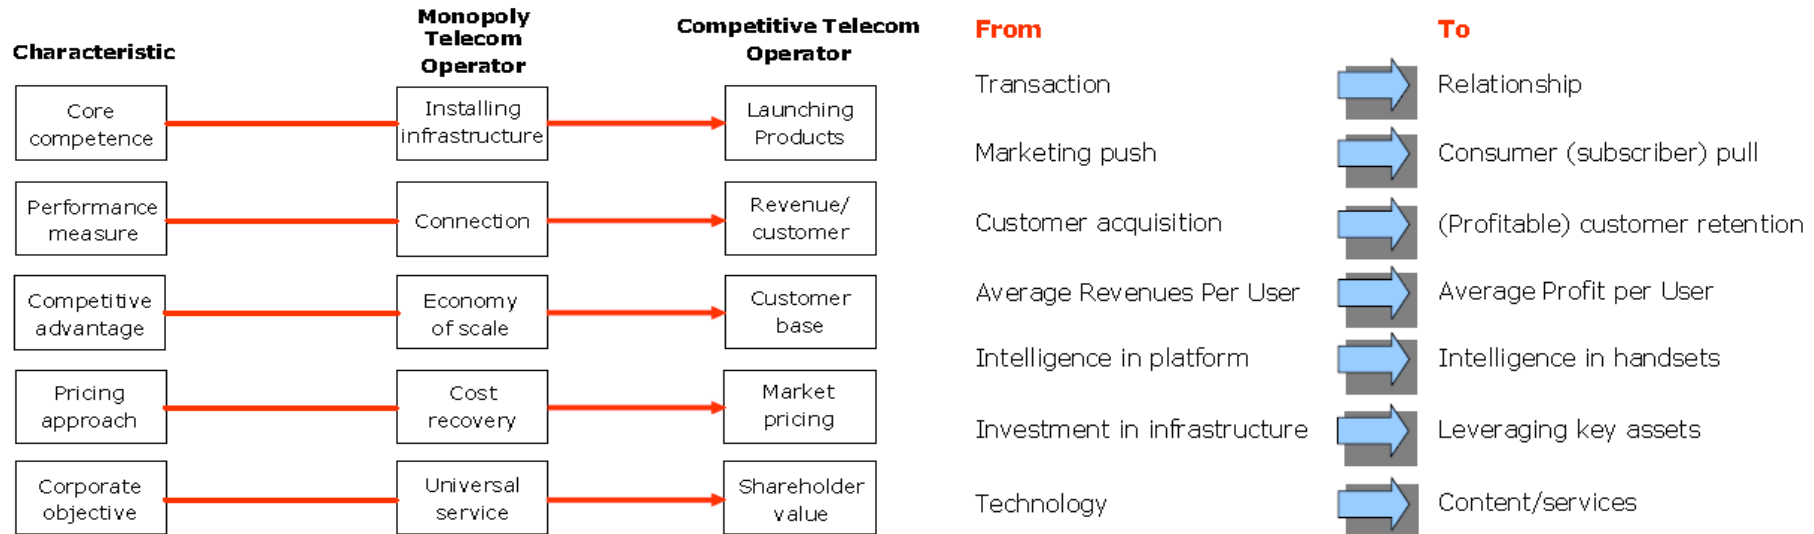 Characteristic
Monopoly
Telecom
Operator
Competitive Telecom
Operator
Core
competence
Installing
infrastructure
Launching
Products
Performance
measure
Connection
Revenue/
customer
Competitive
advantage
Economy
of scale
Customer
base
Pricing
approach
Cost
recovery
Market
pricing
Corporate
objective
Universal
service
Shareholder
value
From
To
Transaction
Relationship
Marketing push
Consumer (subscriber) pull
Customer acquisition
(Profitable) customer retention
Average Revenues Per User
Average Profit per User
Intelligence in platform
Intelligence in handsets
Investment in infrastructure
Leveraging key assets
Technology
Content/services